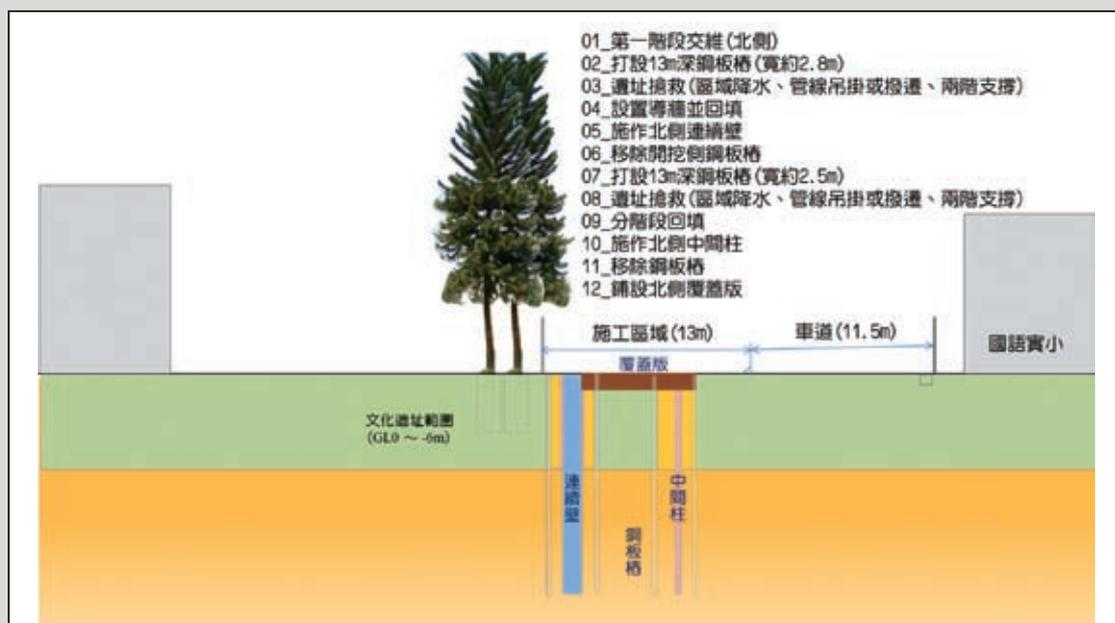 01_第一階段交維(北側)
02_打設13m深鋼板樁(寬約2.8m)
03_遺址搶救(區域降水、管線吊掛或撥遷、兩階支撐)
04_設置導牆並回填
05_施作北側連續壁
06_移除開挖側鋼板樁
07_打設13m深鋼板樁(寬約2.5m)
08_遺址搶救(區域降水、管線吊掛或撥遷、兩階支撐)
09_分階段回填
10_施作北側中間柱
11_移除鋼板樁
12_鋪設北側覆蓋版
施工區域(13m)
車道(11.5m)
國語實小
覆蓋版
文化遺址範圍
(GL0 ～ -6m)
連續壁
鋼板樁
中間柱